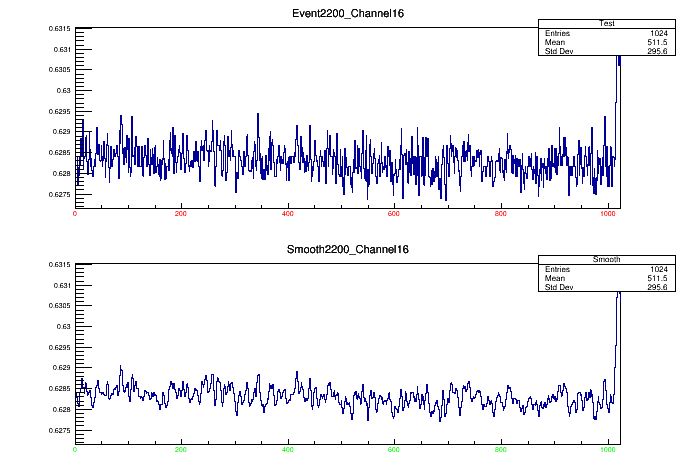 Event2200_Channel16
Test
Entries 1024
Mean 511.5
Std Dev 295.6
0.6315
0.631
0.6305
0.63
0.6295
0.629
0.6285
0.628
0.6275
0 200 400 600 800 1000
Smooth2200_Channel16
Smooth
Entries 1024
Mean 511.5
Std Dev 295.6
0.6315
0.631
0.6305
0.63
0.6295
0.629
0.6285
0.628
0.6275
0 200 400 600 800 1000